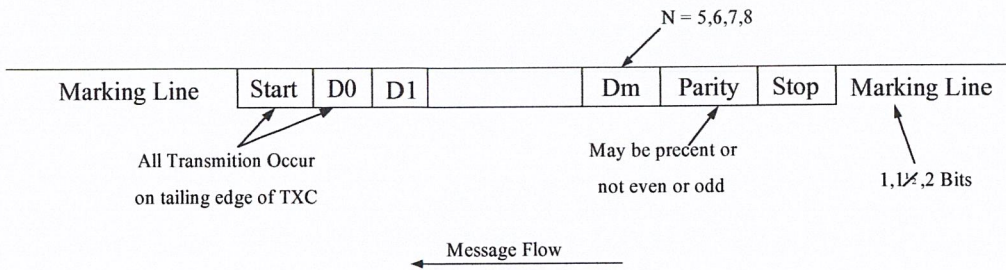 N = 5,6,7,8
Marking Line Start D0 D1 Dm Parity Stop Marking Line
All Transmition Occur
on tailing edge of TXC
May be precent or
not even or odd
1,1½,2 Bits
Message Flow